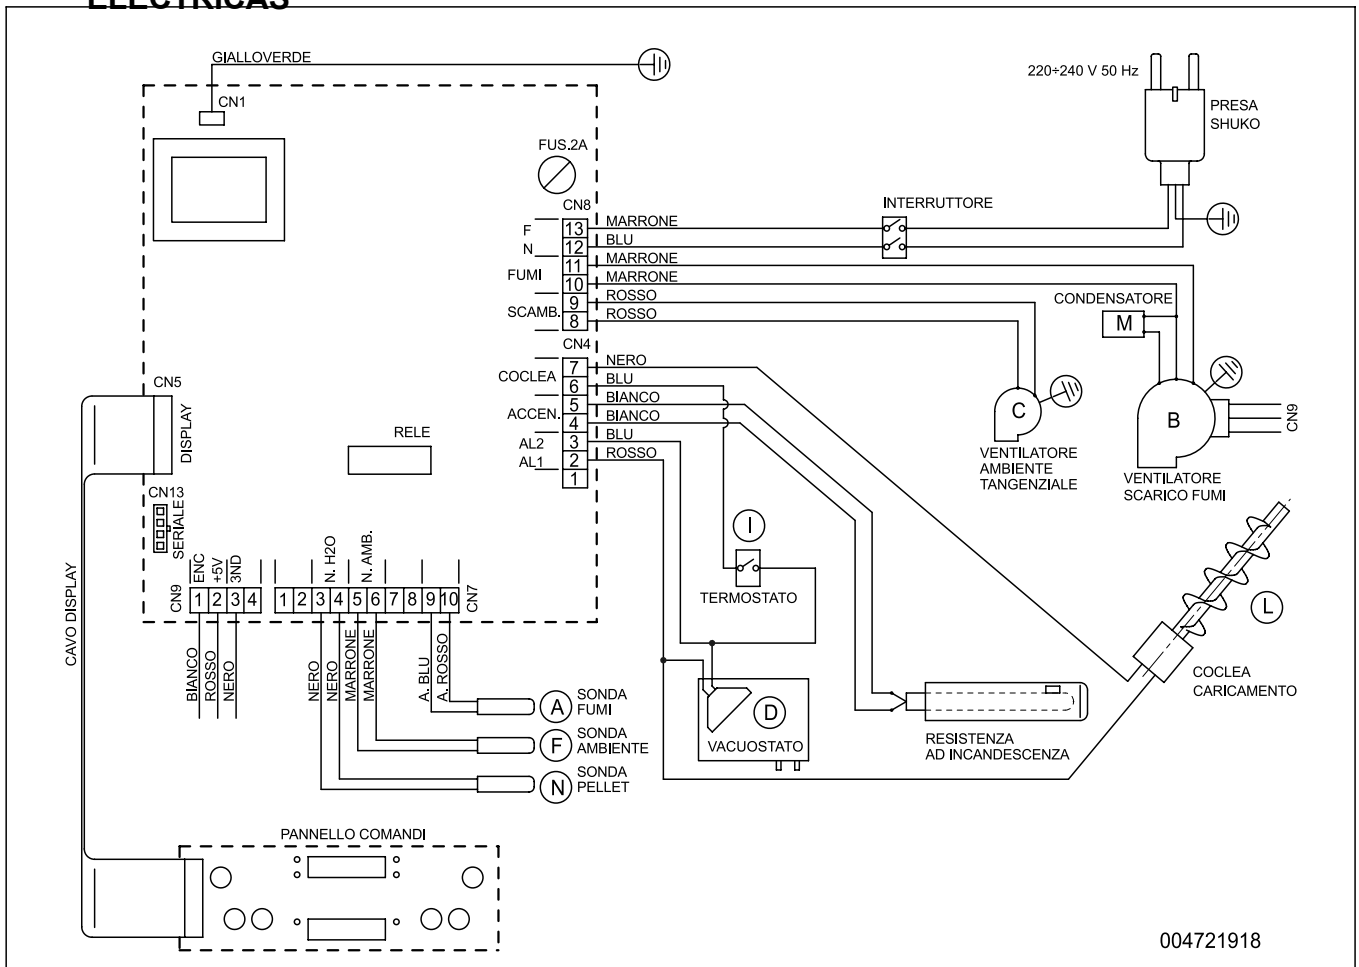 ELÉCTRICAS
GIALLOVERDE
CN1
220÷240 V 50 Hz
PRESA
SHUKO
FUS.2A
CN8
INTERRUTTORE
F
13
MARRONE
N
12
BLU
FUMI
11
MARRONE
10
MARRONE
SCAMB.
9
ROSSO
8
ROSSO
CONDENSATORE
M
CN4
COCLEA
7
NERO
6
BLU
ACCEN.
5
BIANCO
4
BIANCO
AL2
3
BLU
AL1
2
ROSSO
1
C
VENTILATORE
AMBIENTE
TANGENZIALE
B
CN9
VENTILATORE
SCARICO FUMI
CN5
DISPLAY
RELE
CN13
SERIALE
CAVO DISPLAY
CN9
ENC
+5V
3ND
1 2 3 4
N. H2O
N. AMB.
1 2 3 4 5 6 7 8 9 10
CN7
BIANCO
ROSSO
NERO
NERO
NERO
MARRONE
MARRONE
A. BLU
A. ROSSO
I
TERMOSTATO
L
COCLEA
CARICAMENTO
A
SONDA
FUMI
F
SONDA
AMBIENTE
N
SONDA
PELLET
D
VACUOSTATO
RESISTENZA
AD INCANDESCENZA
PANNELLO COMANDI
004721918